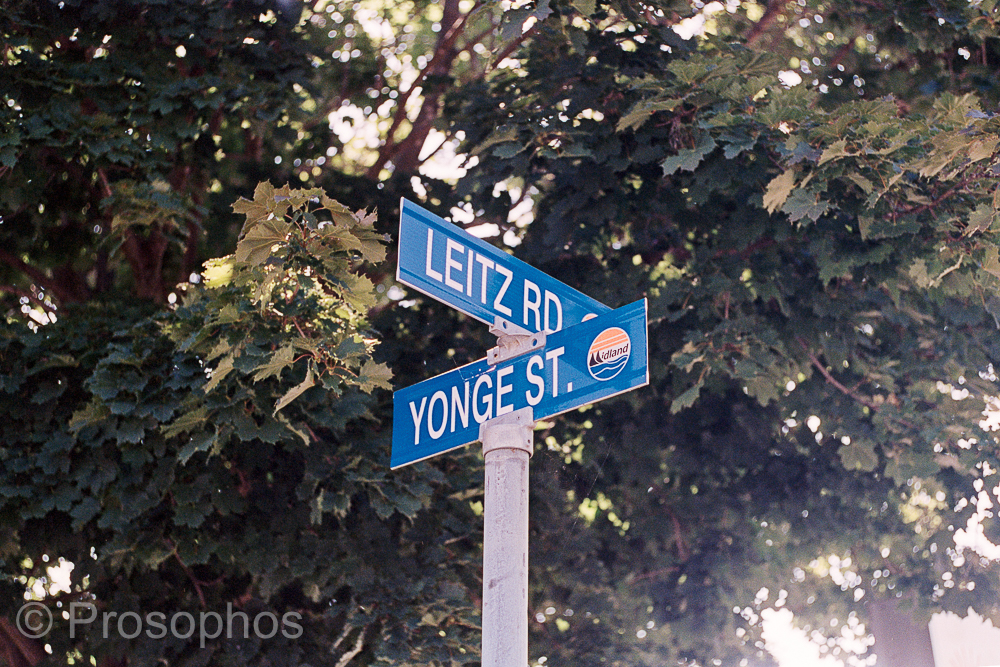 LEITZ RD
YONGE ST.
Midland
© Prosophos